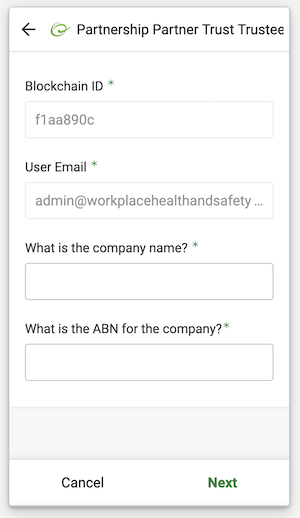 Partnership Partner Trust Trustee
Blockchain ID *
f1aa890c
User Email *
admin@workplacehealthandsafety ...
What is the company name? *
What is the ABN for the company?*
Cancel Next